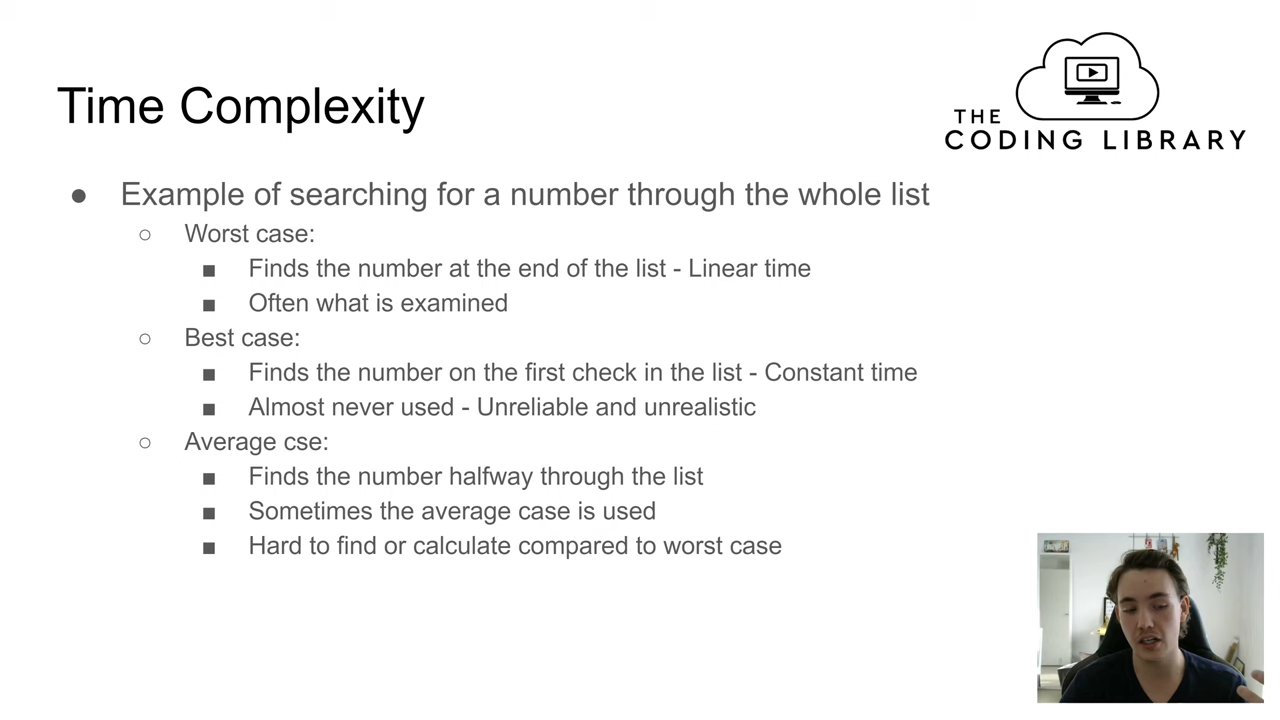 THE
CODING LIBRARY
Time Complexity
● Example of searching for a number through the whole list
○ Worst case:
■ Finds the number at the end of the list - Linear time
■ Often what is examined
○ Best case:
■ Finds the number on the first check in the list - Constant time
■ Almost never used - Unreliable and unrealistic
○ Average cse:
■ Finds the number halfway through the list
■ Sometimes the average case is used
■ Hard to find or calculate compared to worst case